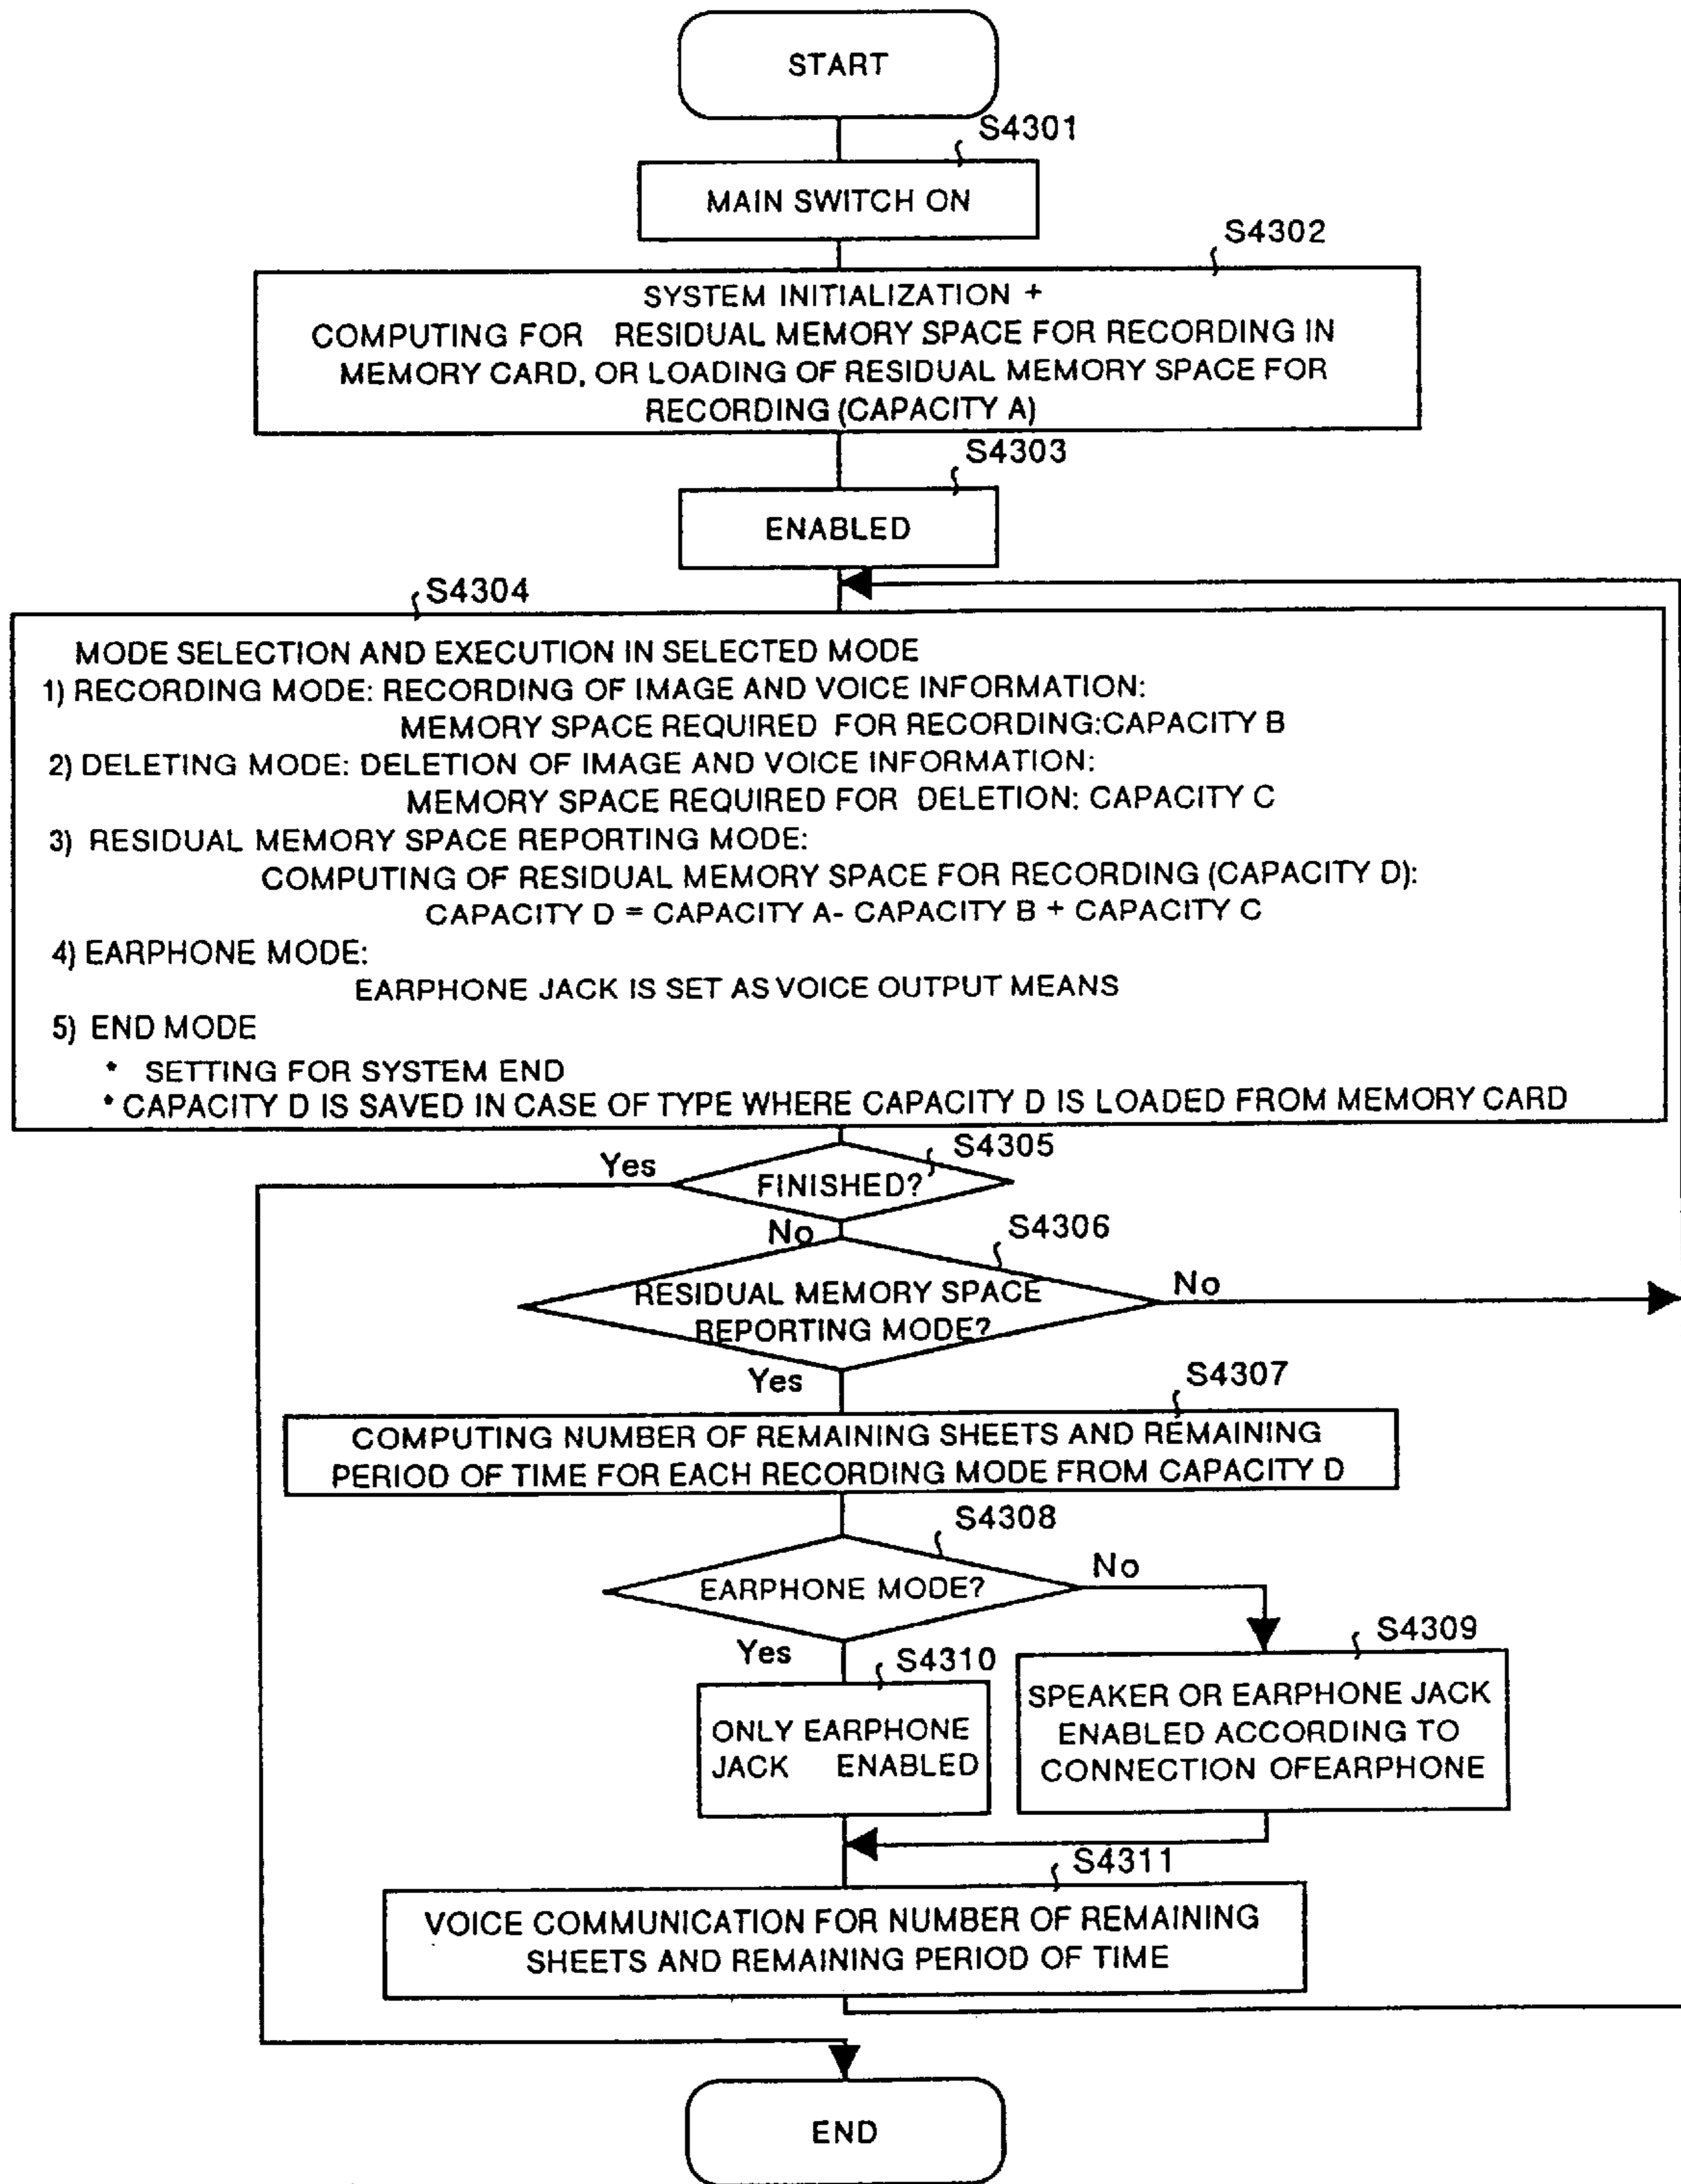 START
S4301
MAIN SWITCH ON
S4302
SYSTEM INITIALIZATION +
COMPUTING FOR RESIDUAL MEMORY SPACE FOR RECORDING IN
MEMORY CARD, OR LOADING OF RESIDUAL MEMORY SPACE FOR
RECORDING (CAPACITY A)
S4303
ENABLED
S4304
MODE SELECTION AND EXECUTION IN SELECTED MODE
1) RECORDING MODE: RECORDING OF IMAGE AND VOICE INFORMATION:
MEMORY SPACE REQUIRED FOR RECORDING:CAPACITY B
2) DELETING MODE: DELETION OF IMAGE AND VOICE INFORMATION:
MEMORY SPACE REQUIRED FOR DELETION: CAPACITY C
3) RESIDUAL MEMORY SPACE REPORTING MODE:
COMPUTING OF RESIDUAL MEMORY SPACE FOR RECORDING (CAPACITY D):
CAPACITY D = CAPACITY A- CAPACITY B + CAPACITY C
4) EARPHONE MODE:
EARPHONE JACK IS SET AS VOICE OUTPUT MEANS
5) END MODE
* SETTING FOR SYSTEM END
* CAPACITY D IS SAVED IN CASE OF TYPE WHERE CAPACITY D IS LOADED FROM MEMORY CARD
S4305
Yes
FINISHED?
No
S4306
RESIDUAL MEMORY SPACE
REPORTING MODE?
No
Yes
S4307
COMPUTING NUMBER OF REMAINING SHEETS AND REMAINING
PERIOD OF TIME FOR EACH RECORDING MODE FROM CAPACITY D
S4308
EARPHONE MODE?
No
Yes
S4309
SPEAKER OR EARPHONE JACK
ENABLED ACCORDING TO
CONNECTION OFEARPHONE
S4310
ONLY EARPHONE
JACK ENABLED
S4311
VOICE COMMUNICATION FOR NUMBER OF REMAINING
SHEETS AND REMAINING PERIOD OF TIME
END